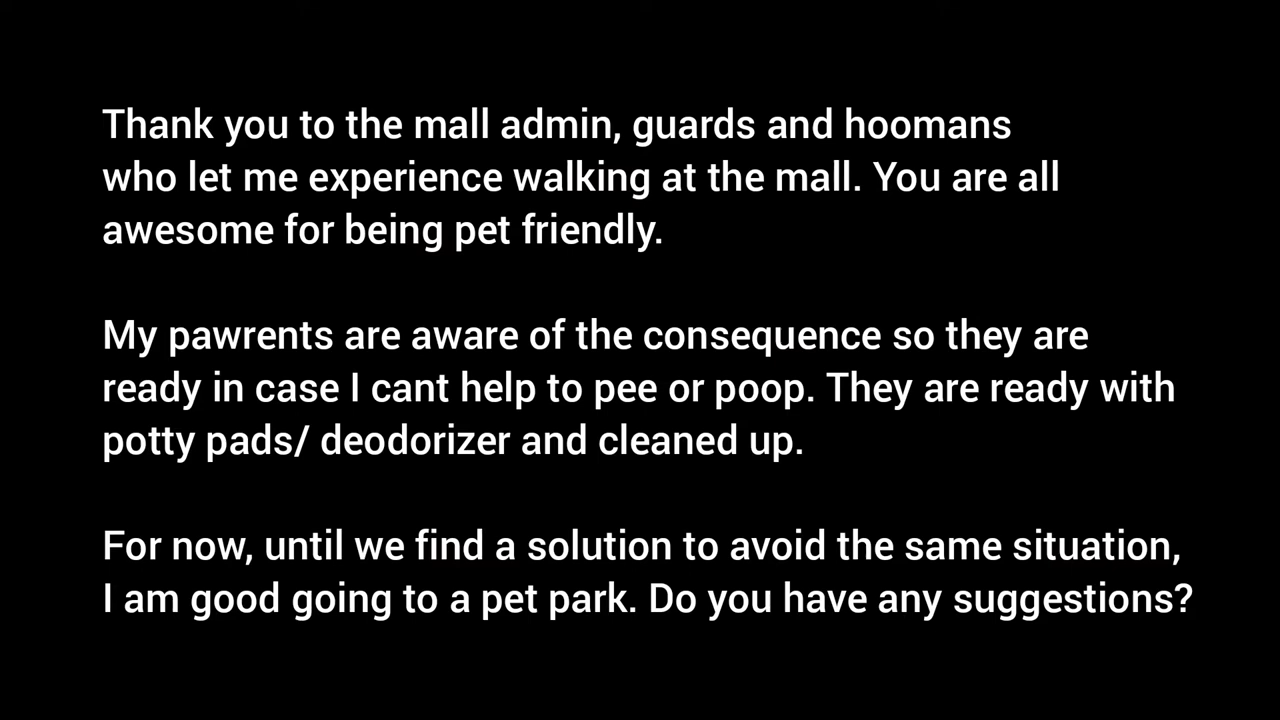 Thank you to the mall admin, guards and hoomans
who let me experience walking at the mall. You are all
awesome for being pet friendly.
My pawrents are aware of the consequence so they are
ready in case I cant help to pee or poop. They are ready with
potty pads/ deodorizer and cleaned up.
For now, until we find a solution to avoid the same situation,
I am good going to a pet park. Do you have any suggestions?